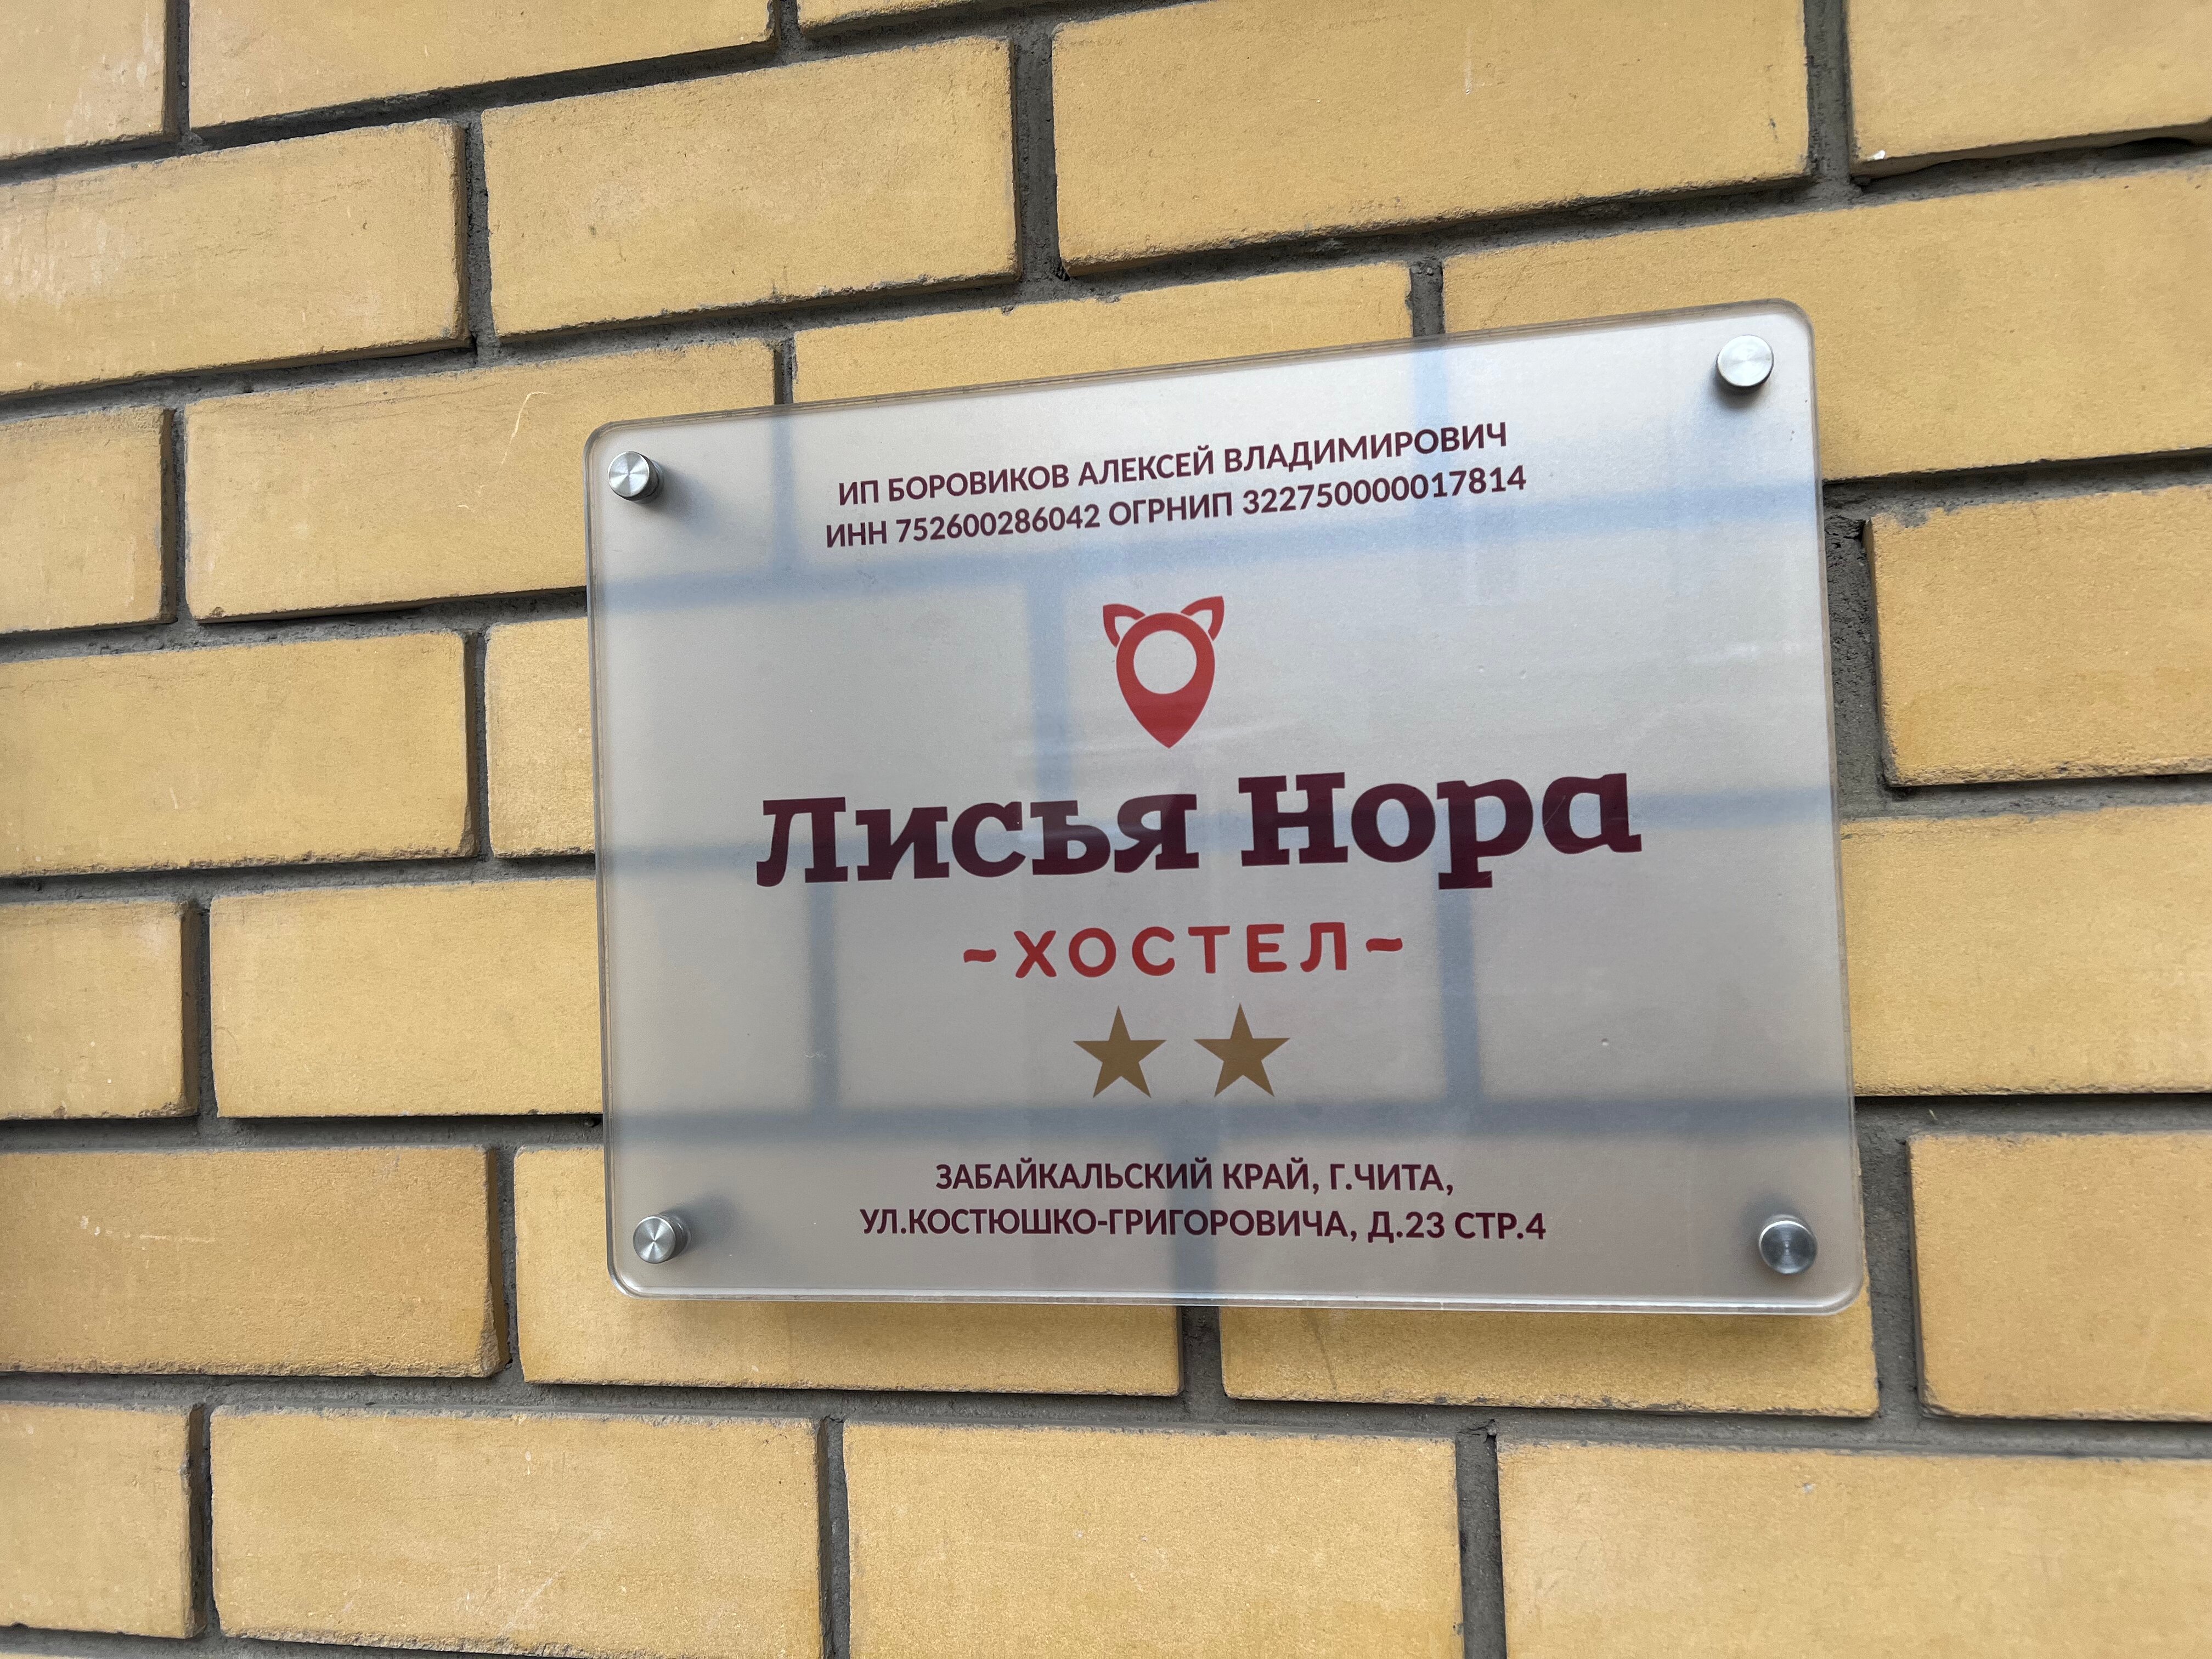 ИП БОРОВИКОВ АЛЕКСЕЙ ВЛАДИМИРОВИЧ
ИНН 752600286042 ОГРНИП 322750000017814
Лисья Нора
~ХОСТЕЛ~
ЗАБАЙКАЛЬСКИЙ КРАЙ, Г.ЧИТА,
УЛ.КОСТЮШКО-ГРИГОРОВИЧА, Д.23 СТР.4